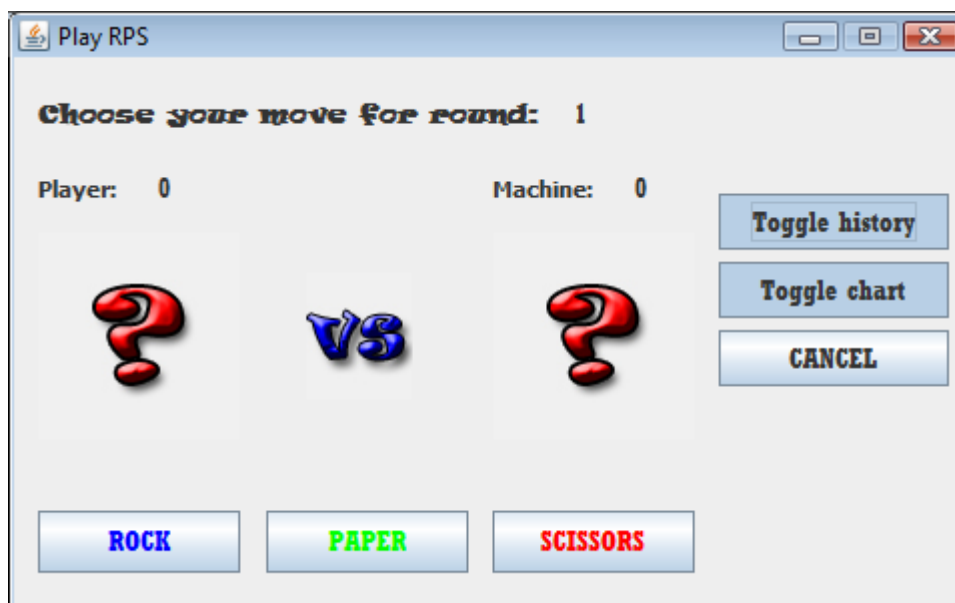 Play RPS
Choose your move for round: 1
Player: 0
Machine: 0
Toggle history
VS
Toggle chart
CANCEL
ROCK
PAPER
SCISSORS